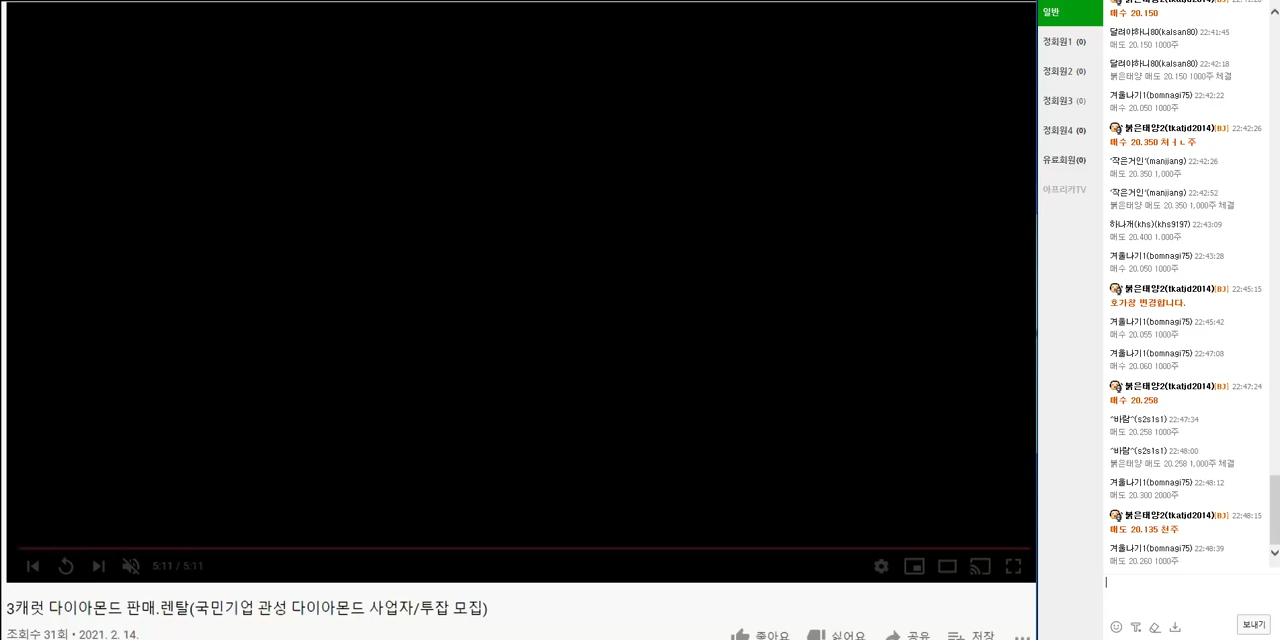 5:11 / 5:11
3캐럿 다이아몬드 판매.렌탈(국민기업 관성 다이아몬드 사업자/투잡 모집)
조회수 31회 • 2021. 2. 14.
좋아요
싫어요
공유
저장
일반
정회원1 (0)
정회원2 (0)
정회원3 (0)
정회원4 (0)
유료회원(0)
아프리카TV
매수 20.150
달려야하니80(kalsan80) 22:41:45
매도 20.150 1000주
달려야하니80(kalsan80) 22:42:18
붉은태양 매도 20.150 1000주 체결
겨울나기1(bomnagi75) 22:42:22
매수 20.050 1000주
붉은태양2(tkatjd2014)[BJ] 22:42:26
매수 20.350 쳐ㅓㄴ주
'작은거인'(manjjang) 22:42:26
매도 20.350 1,000주
'작은거인'(manjjang) 22:42:52
붉은태양 매도 20.350 1,000주 체결
하나개(khs)(khs9197) 22:43:09
매도 20.400 1.000주
겨울나기1(bomnagi75) 22:43:28
매수 20.050 1000주
붉은태양2(tkatjd2014)[BJ] 22:45:15
호가창 변경합니다.
겨울나기1(bomnagi75) 22:45:42
매수 20.055 1000주
겨울나기1(bomnagi75) 22:47:08
매수 20.060 1000주
붉은태양2(tkatjd2014)[BJ] 22:47:24
매수 20.258
^바람^(s2s1s1) 22:47:34
매도 20.258 1000주
^바람^(s2s1s1) 22:48:00
붉은태양 매도 20.258 1,000주 체결
겨울나기1(bomnagi75) 22:48:12
매도 20.300 2000주
붉은태양2(tkatjd2014)[BJ] 22:48:15
매도 20.135 천주
겨울나기1(bomnagi75) 22:48:39
매도 20.260 1000주
보내기